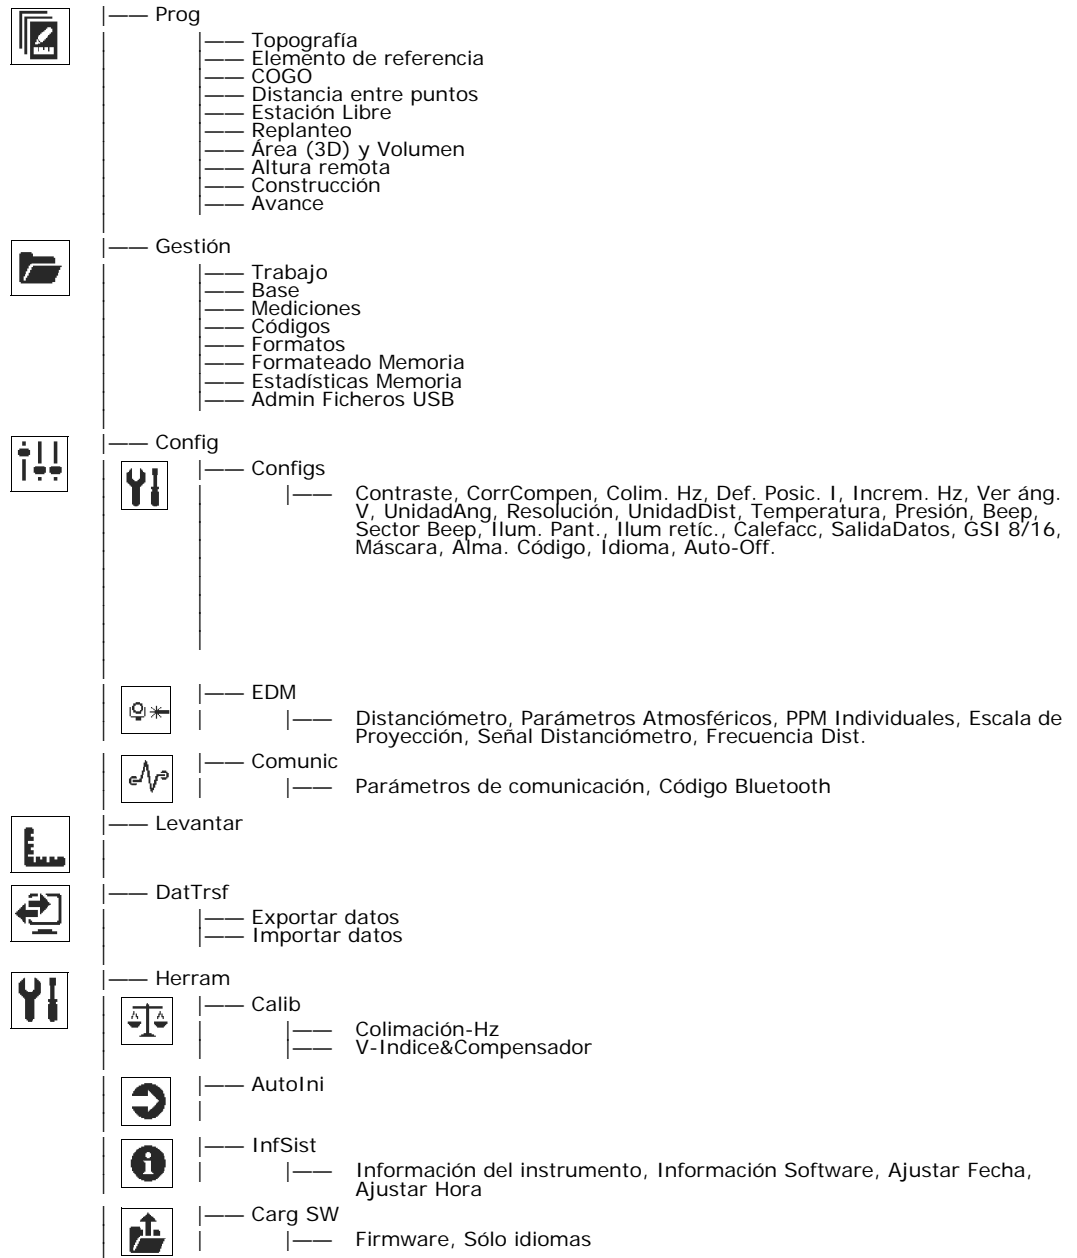 Prog
Topografía
Elemento de referencia
COGO
Distancia entre puntos
Estación Libre
Replanteo
Área (3D) y Volumen
Altura remota
Construcción
Avance
Gestión
Trabajo
Base
Mediciones
Códigos
Formatos
Formateado Memoria
Estadísticas Memoria
Admin Ficheros USB
Config
Configs
Contraste, CorrCompen, Colim. Hz, Def. Posic. I, Increm. Hz, Ver áng.
V, UnidadAng, Resolución, UnidadDist, Temperatura, Presión, Beep,
Sector Beep, Ilum. Pant., Ilum retíc., Calefacc, SalidaDatos, GSI 8/16,
Máscara, Alma. Código, Idioma, Auto-Off.
EDM
Distanciómetro, Parámetros Atmosféricos, PPM Individuales, Escala de
Proyección, Señal Distanciómetro, Frecuencia Dist.
Comunic
Parámetros de comunicación, Código Bluetooth
Levantar
DatTrsf
Exportar datos
Importar datos
Herram
Calib
Colimación-Hz
V-Indice&Compensador
AutoIni
InfSist
Información del instrumento, Información Software, Ajustar Fecha,
Ajustar Hora
Carg SW
Firmware, Sólo idiomas